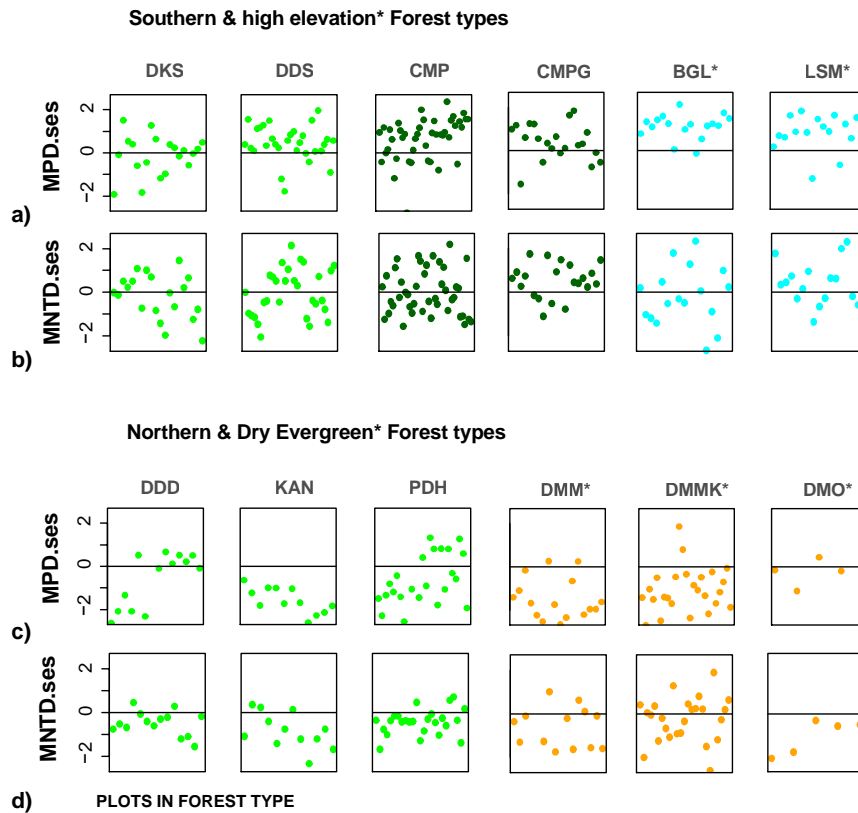 Southern & high elevation* Forest types
DKS DDS CMP CMPG BGL* LSM*
MPD.ses
2
0
−2
a)
MNTD.ses
2
0
−2
b)
Northern & Dry Evergreen* Forest types
DDD KAN PDH DMM* DMMK* DMO*
MPD.ses
2
0
−2
c)
MNTD.ses
2
0
−2
d) PLOTS IN FOREST TYPE